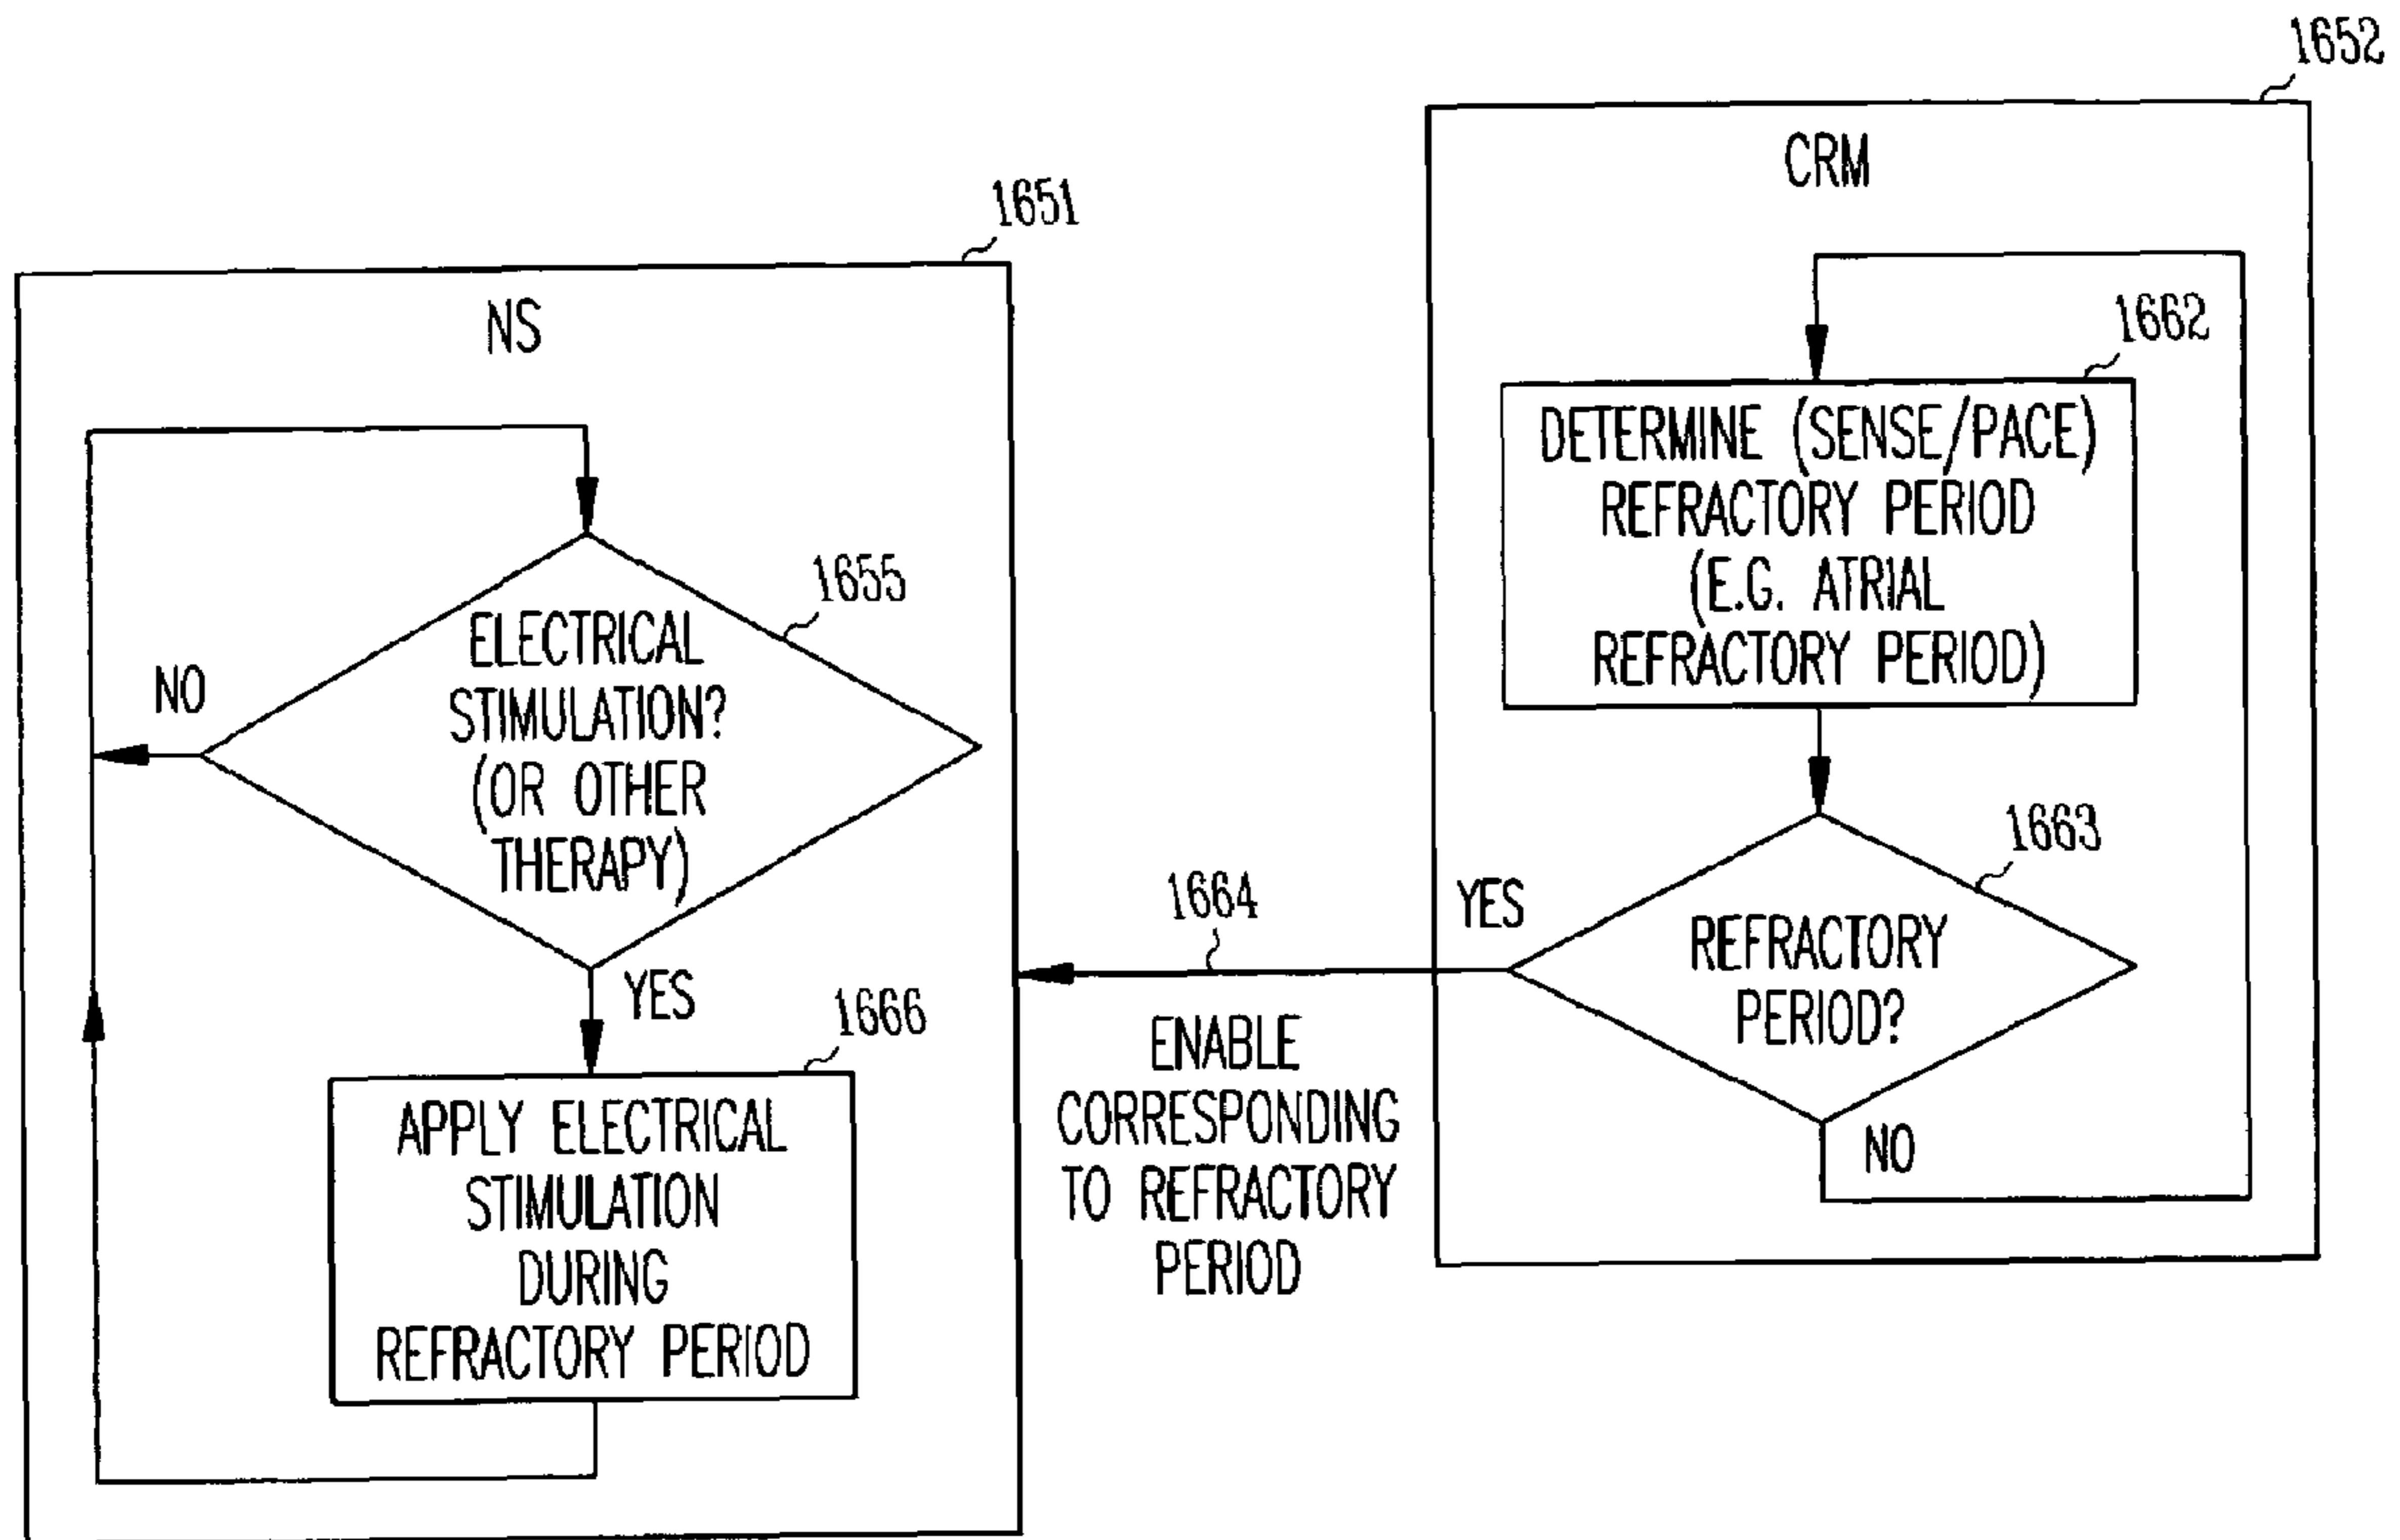 1652
CRM
1651
NS
1662
DETERMINE (SENSE/PACE)
REFRACTORY PERIOD
(E.G. ATRIAL
REFRACTORY PERIOD)
1655
ELECTRICAL
STIMULATION?
(OR OTHER
THERAPY)
NO
YES
1663
REFRACTORY
PERIOD?
YES
NO
1664
ENABLE
CORRESPONDING
TO REFRACTORY
PERIOD
1666
APPLY ELECTRICAL
STIMULATION
DURING
REFRACTORY PERIOD